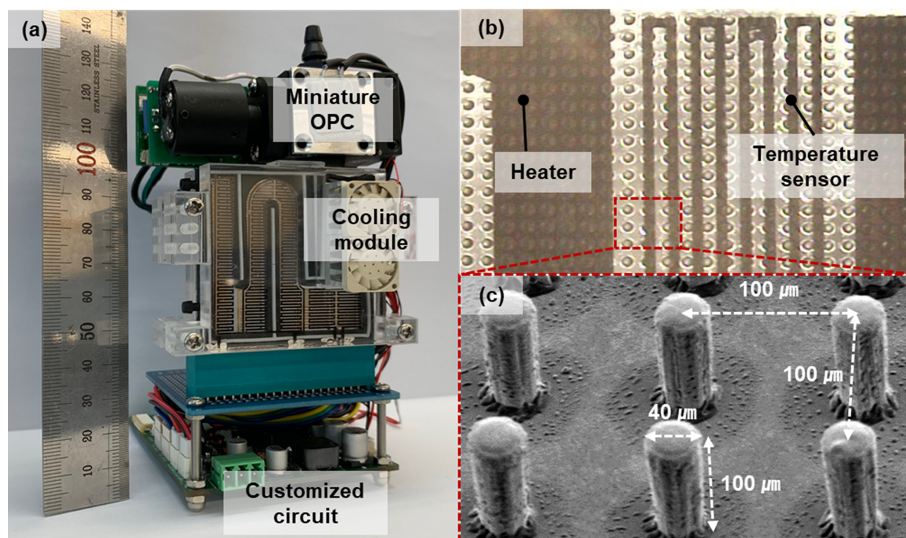 (a)
140
130
STAINLESS STEEL
120
110
100
90
80
70
60
50
40
30
20
10
Miniature
OPC
Cooling
module
Customized
circuit
(b)
Heater
Temperature
sensor
(c)
100 μm
100 μm
40 μm
100 μm